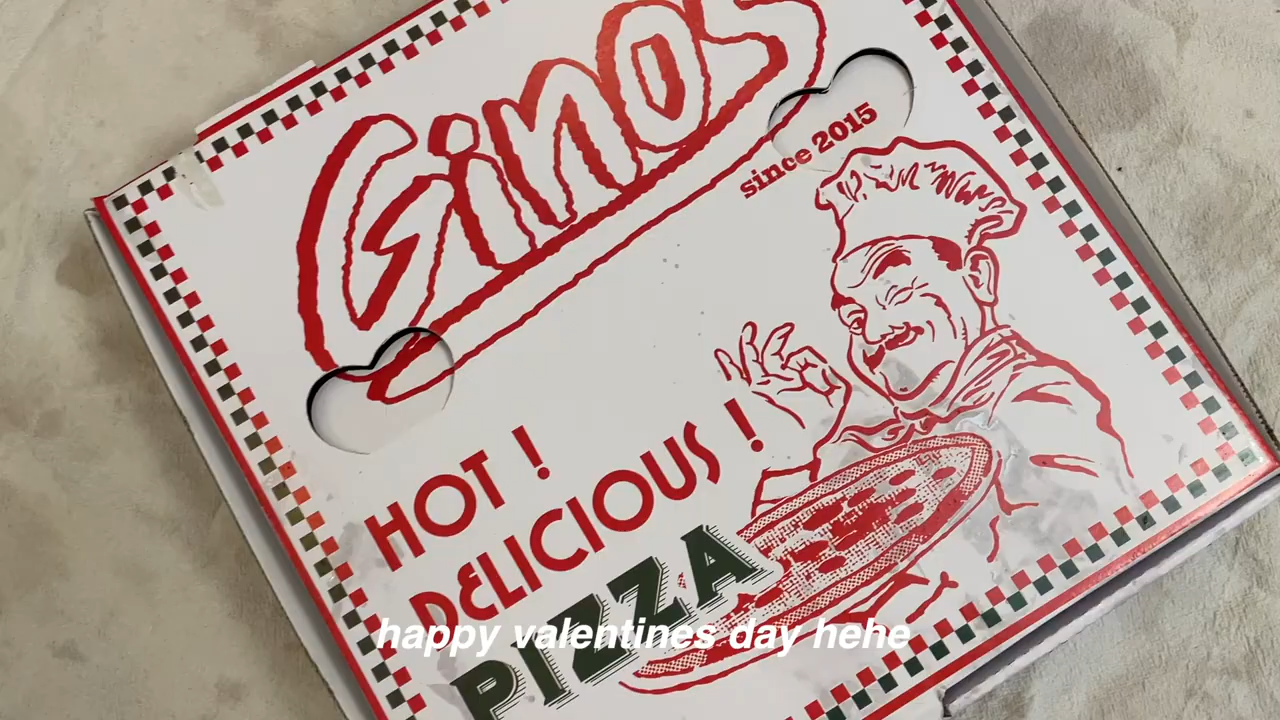 Ginos
since 2015
HOT !
DELICIOUS !
PIZZA
happy valentines day hehe